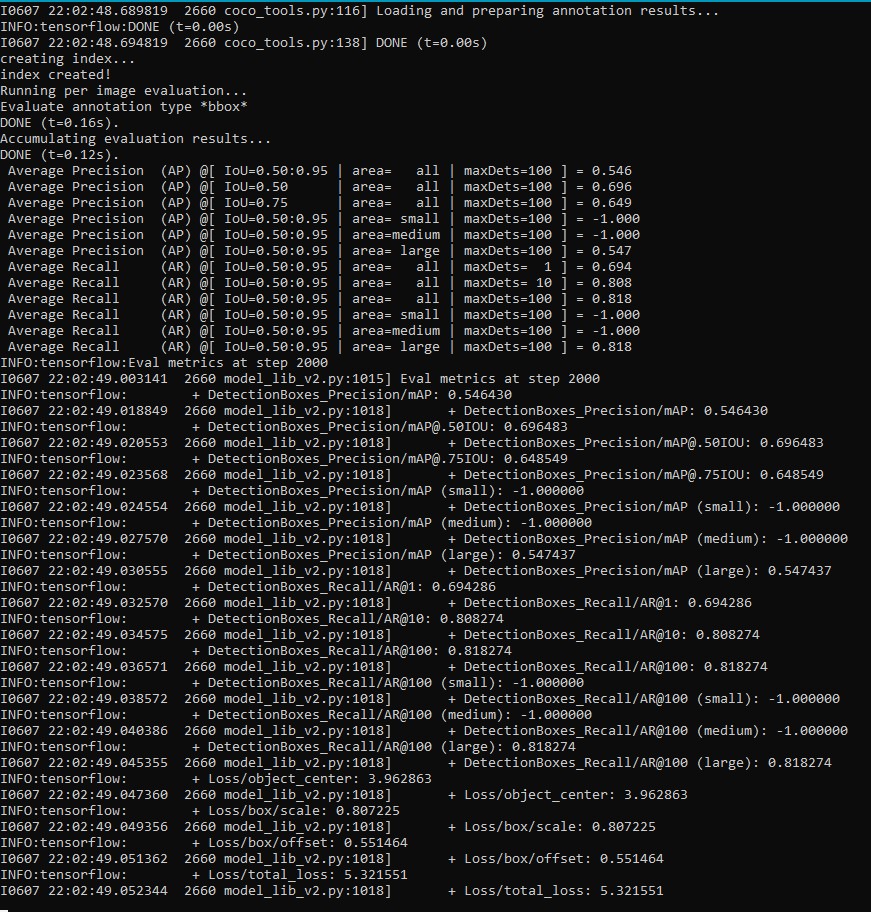 I0607 22:02:48.689819  2660 coco_tools.py:116] Loading and preparing annotation results...
INFO:tensorflow:DONE (t=0.00s)
I0607 22:02:48.694819  2660 coco_tools.py:138] DONE (t=0.00s)
creating index...
index created!
Running per image evaluation...
Evaluate annotation type *bbox*
DONE (t=0.16s).
Accumulating evaluation results...
DONE (t=0.12s).
 Average Precision  (AP) @[ IoU=0.50:0.95 | area=   all | maxDets=100 ] = 0.546
 Average Precision  (AP) @[ IoU=0.50      | area=   all | maxDets=100 ] = 0.696
 Average Precision  (AP) @[ IoU=0.75      | area=   all | maxDets=100 ] = 0.649
 Average Precision  (AP) @[ IoU=0.50:0.95 | area= small | maxDets=100 ] = -1.000
 Average Precision  (AP) @[ IoU=0.50:0.95 | area=medium | maxDets=100 ] = -1.000
 Average Precision  (AP) @[ IoU=0.50:0.95 | area= large | maxDets=100 ] = 0.547
 Average Recall     (AR) @[ IoU=0.50:0.95 | area=   all | maxDets=  1 ] = 0.694
 Average Recall     (AR) @[ IoU=0.50:0.95 | area=   all | maxDets= 10 ] = 0.808
 Average Recall     (AR) @[ IoU=0.50:0.95 | area=   all | maxDets=100 ] = 0.818
 Average Recall     (AR) @[ IoU=0.50:0.95 | area= small | maxDets=100 ] = -1.000
 Average Recall     (AR) @[ IoU=0.50:0.95 | area=medium | maxDets=100 ] = -1.000
 Average Recall     (AR) @[ IoU=0.50:0.95 | area= large | maxDets=100 ] = 0.818
INFO:tensorflow:Eval metrics at step 2000
I0607 22:02:49.003141  2660 model_lib_v2.py:1015] Eval metrics at step 2000
INFO:tensorflow:        + DetectionBoxes_Precision/mAP: 0.546430
I0607 22:02:49.018849  2660 model_lib_v2.py:1018]       + DetectionBoxes_Precision/mAP: 0.546430
INFO:tensorflow:        + DetectionBoxes_Precision/mAP@.50IOU: 0.696483
I0607 22:02:49.020553  2660 model_lib_v2.py:1018]       + DetectionBoxes_Precision/mAP@.50IOU: 0.696483
INFO:tensorflow:        + DetectionBoxes_Precision/mAP@.75IOU: 0.648549
I0607 22:02:49.023568  2660 model_lib_v2.py:1018]       + DetectionBoxes_Precision/mAP@.75IOU: 0.648549
INFO:tensorflow:        + DetectionBoxes_Precision/mAP (small): -1.000000
I0607 22:02:49.024554  2660 model_lib_v2.py:1018]       + DetectionBoxes_Precision/mAP (small): -1.000000
INFO:tensorflow:        + DetectionBoxes_Precision/mAP (medium): -1.000000
I0607 22:02:49.027570  2660 model_lib_v2.py:1018]       + DetectionBoxes_Precision/mAP (medium): -1.000000
INFO:tensorflow:        + DetectionBoxes_Precision/mAP (large): 0.547437
I0607 22:02:49.030555  2660 model_lib_v2.py:1018]       + DetectionBoxes_Precision/mAP (large): 0.547437
INFO:tensorflow:        + DetectionBoxes_Recall/AR@1: 0.694286
I0607 22:02:49.032570  2660 model_lib_v2.py:1018]       + DetectionBoxes_Recall/AR@1: 0.694286
INFO:tensorflow:        + DetectionBoxes_Recall/AR@10: 0.808274
I0607 22:02:49.034575  2660 model_lib_v2.py:1018]       + DetectionBoxes_Recall/AR@10: 0.808274
INFO:tensorflow:        + DetectionBoxes_Recall/AR@100: 0.818274
I0607 22:02:49.036571  2660 model_lib_v2.py:1018]       + DetectionBoxes_Recall/AR@100: 0.818274
INFO:tensorflow:        + DetectionBoxes_Recall/AR@100 (small): -1.000000
I0607 22:02:49.038572  2660 model_lib_v2.py:1018]       + DetectionBoxes_Recall/AR@100 (small): -1.000000
INFO:tensorflow:        + DetectionBoxes_Recall/AR@100 (medium): -1.000000
I0607 22:02:49.040386  2660 model_lib_v2.py:1018]       + DetectionBoxes_Recall/AR@100 (medium): -1.000000
INFO:tensorflow:        + DetectionBoxes_Recall/AR@100 (large): 0.818274
I0607 22:02:49.045355  2660 model_lib_v2.py:1018]       + DetectionBoxes_Recall/AR@100 (large): 0.818274
INFO:tensorflow:        + Loss/object_center: 3.962863
I0607 22:02:49.047360  2660 model_lib_v2.py:1018]       + Loss/object_center: 3.962863
INFO:tensorflow:        + Loss/box/scale: 0.807225
I0607 22:02:49.049356  2660 model_lib_v2.py:1018]       + Loss/box/scale: 0.807225
INFO:tensorflow:        + Loss/box/offset: 0.551464
I0607 22:02:49.051362  2660 model_lib_v2.py:1018]       + Loss/box/offset: 0.551464
INFO:tensorflow:        + Loss/total_loss: 5.321551
I0607 22:02:49.052344  2660 model_lib_v2.py:1018]       + Loss/total_loss: 5.321551